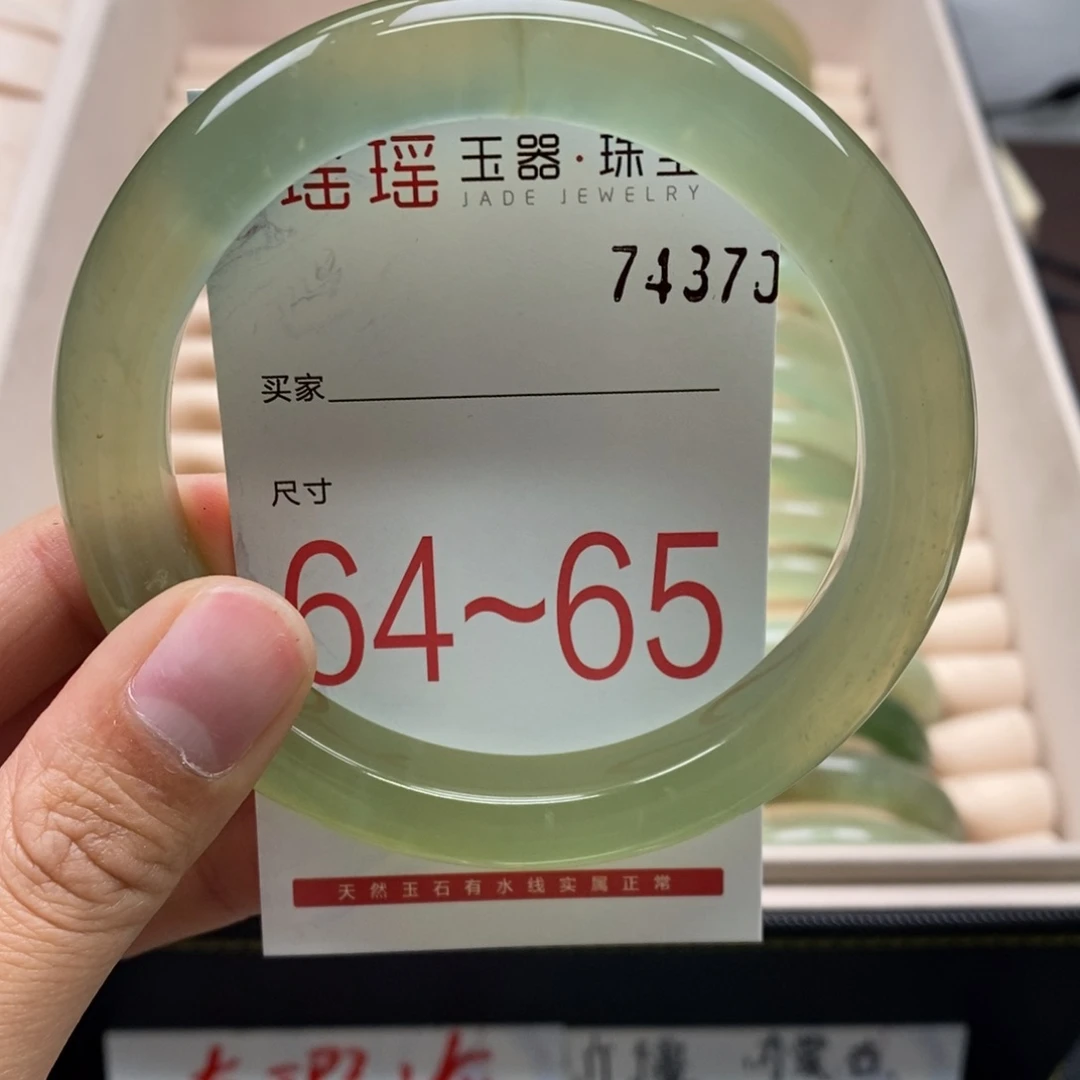 瑶瑶 玉器·珠宝
JADE JEWELRY
74370
买家
尺寸
64~65
天然玉石有水线实属正常